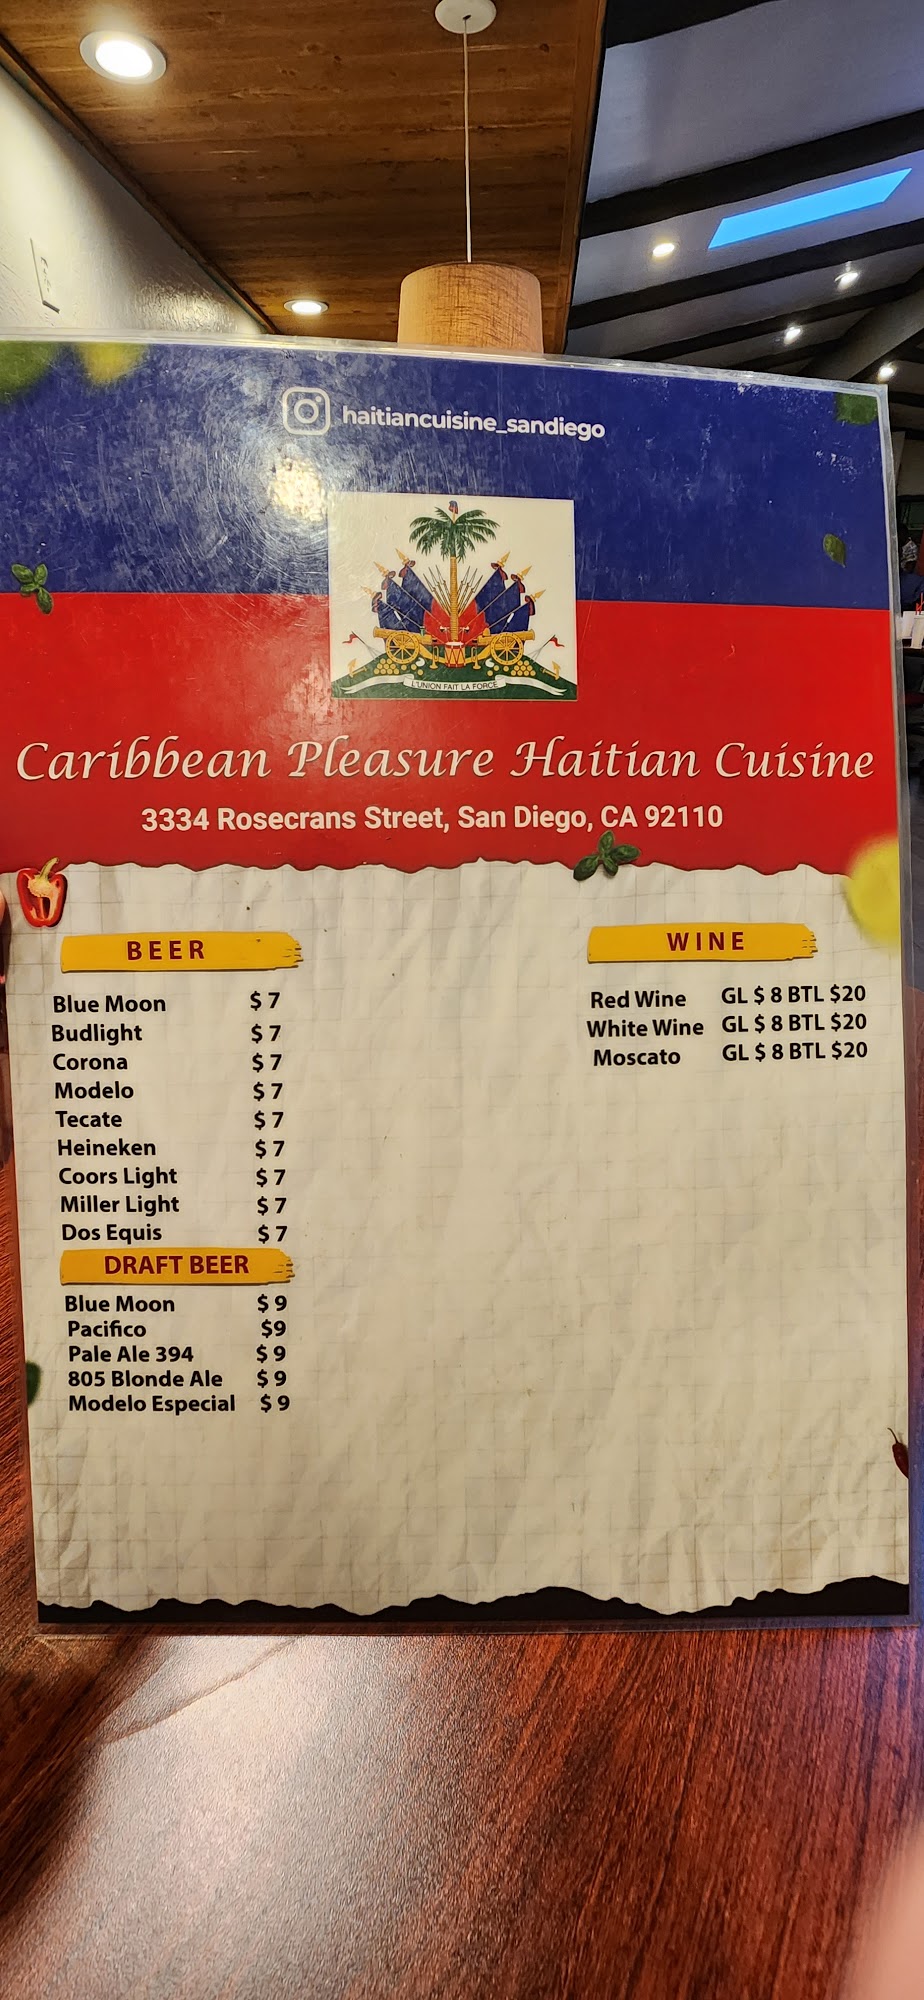 haitiancuisine_sandiego
L'UNION FAIT LA FORCE
Caribbean Pleasure Haitian Cuisine
3334 Rosecrans Street, San Diego, CA 92110
BEER
Blue Moon $ 7
Budlight $ 7
Corona $ 7
Modelo $ 7
Tecate $ 7
Heineken $ 7
Coors Light $ 7
Miller Light $ 7
Dos Equis $ 7
DRAFT BEER
Blue Moon $ 9
Pacifico $9
Pale Ale 394 $ 9
805 Blonde Ale $ 9
Modelo Especial $ 9
WINE
Red Wine GL $ 8 BTL $20
White Wine GL $ 8 BTL $20
Moscato GL $ 8 BTL $20